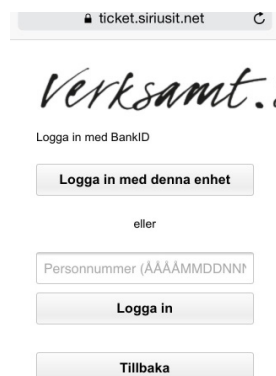 ticket.siriusit.net
Verksamt.
Logga in med BankID
Logga in med denna enhet
eller
Personnummer (ÅÅÅÅMMDDNNN
Logga in
Tillbaka